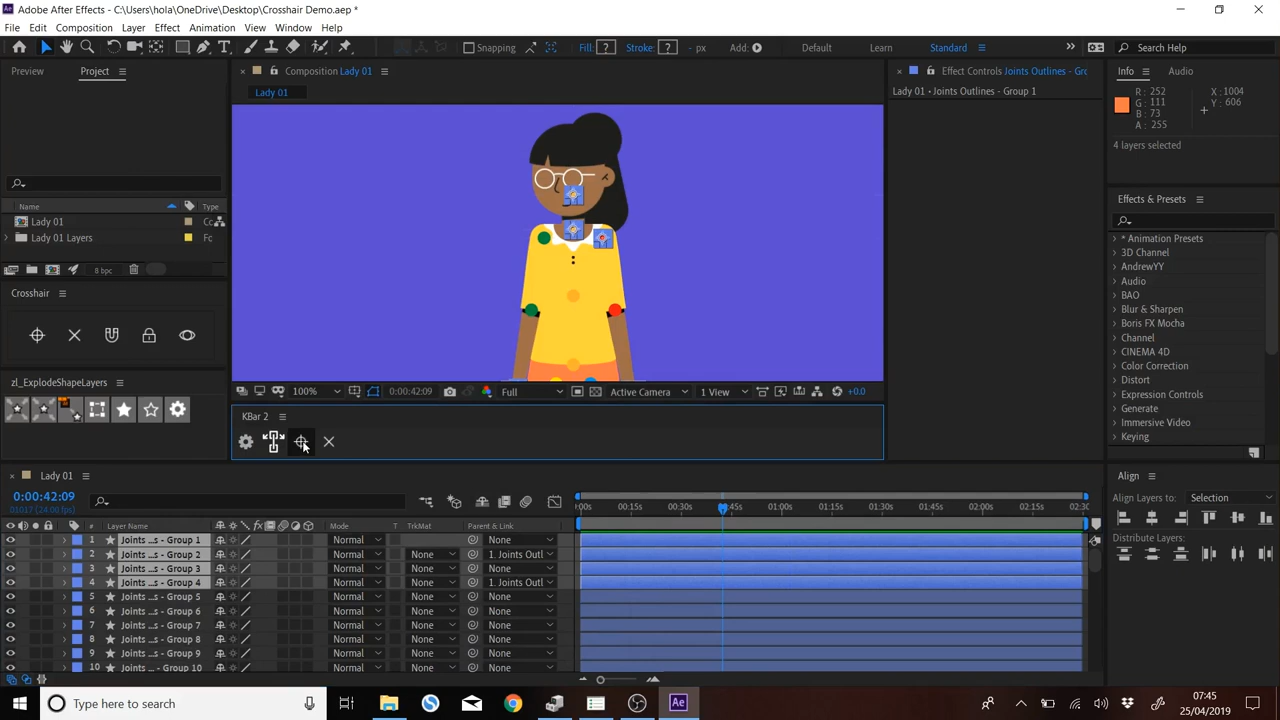 Adobe After Effects - C:\Users\hola\OneDrive\Desktop\Crosshair Demo.aep *
File Edit Composition Layer Effect Animation View Window Help
Snapping Fill: ? Stroke: ? - px Add: Default Learn Standard Search Help
Preview Project
Composition Lady 01
Effect Controls Joints Outlines - Gro
Info Audio
Lady 01
Lady 01 • Joints Outlines - Group 1
R: 252 X: 1004
G: 111 Y: 606
B: 73
A: 255
4 layers selected
Name Type
Lady 01
Lady 01 Layers Fc
8 bpc
Crosshair
zl_ExplodeShapeLayers
Effects & Presets
* Animation Presets
3D Channel
AndrewYY
Audio
BAO
Blur & Sharpen
Boris FX Mocha
Channel
CINEMA 4D
Color Correction
Distort
Expression Controls
Generate
Immersive Video
Keying
100% 0:00:42:09 Full Active Camera 1 View +0.0
KBar 2
Lady 01
0:00:42:09
01017 (24.00 fps)
:00s 00:15s 00:30s 00:45s 01:00s 01:15s 01:30s 01:45s 02:00s 02:15s 02:30
# Layer Name Mode T TrkMat Parent & Link
1 Joints ...s - Group 1 Normal None
2 Joints ...s - Group 2 Normal None 1. Joints Outl
3 Joints ...s - Group 3 Normal None None
4 Joints ...s - Group 4 Normal None 1. Joints Outl
5 Joints ...s - Group 5 Normal None None
6 Joints ...s - Group 6 Normal None None
7 Joints ...s - Group 7 Normal None None
8 Joints ...s - Group 8 Normal None None
9 Joints ...s - Group 9 Normal None None
10 Joints ... - Group 10 Normal None None
Align
Align Layers to: Selection
Distribute Layers:
Type here to search
Ae
07:45
25/04/2019